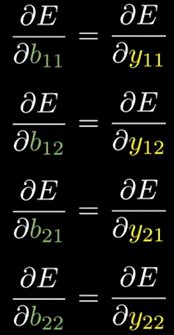 ∂E/∂b₁₁ = ∂E/∂y₁₁
∂E/∂b₁₂ = ∂E/∂y₁₂
∂E/∂b₂₁ = ∂E/∂y₂₁
∂E/∂b₂₂ = ∂E/∂y₂₂